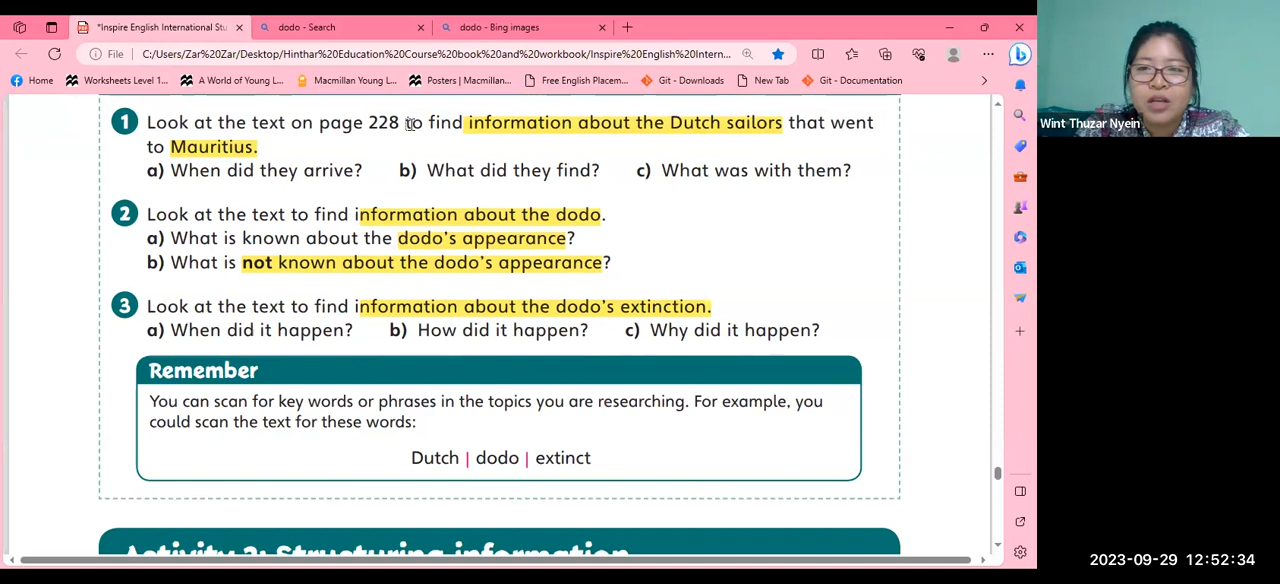 *Inspire English International Stu
dodo - Search
dodo - Bing images
File
C:/Users/Zar%20Zar/Desktop/Hinthar%20Education%20Course%20book%20and%20workbook/Inspire%20English%20Intern...
Home
Worksheets Level 1...
A World of Young L...
Macmillan Young L...
Posters | Macmillan...
Free English Placem...
Git - Downloads
New Tab
Git - Documentation
Wint Thuzar Nyein
1 Look at the text on page 228 to find information about the Dutch sailors that went
to Mauritius.
a) When did they arrive? b) What did they find? c) What was with them?
2 Look at the text to find information about the dodo.
a) What is known about the dodo's appearance?
b) What is not known about the dodo's appearance?
3 Look at the text to find information about the dodo's extinction.
a) When did it happen? b) How did it happen? c) Why did it happen?
Remember
You can scan for key words or phrases in the topics you are researching. For example, you
could scan the text for these words:
Dutch | dodo | extinct
Activity 2: Structuring information
2023-09-29 12:52:34